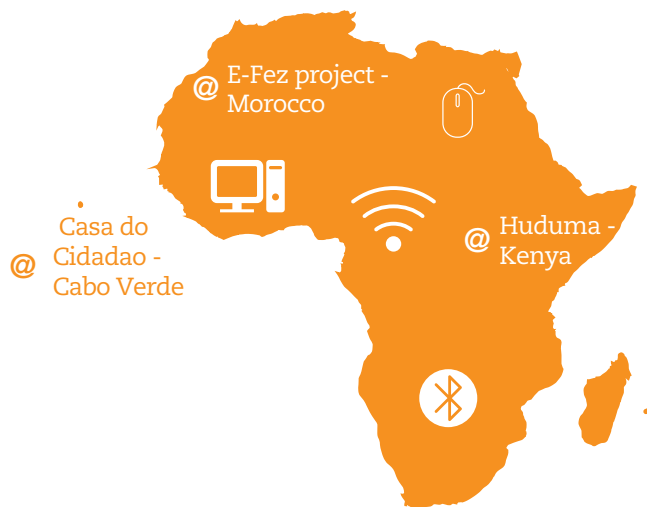 @ E-Fez project -
Morocco
Casa do
@ Cidadao -
Cabo Verde
@ Huduma -
Kenya